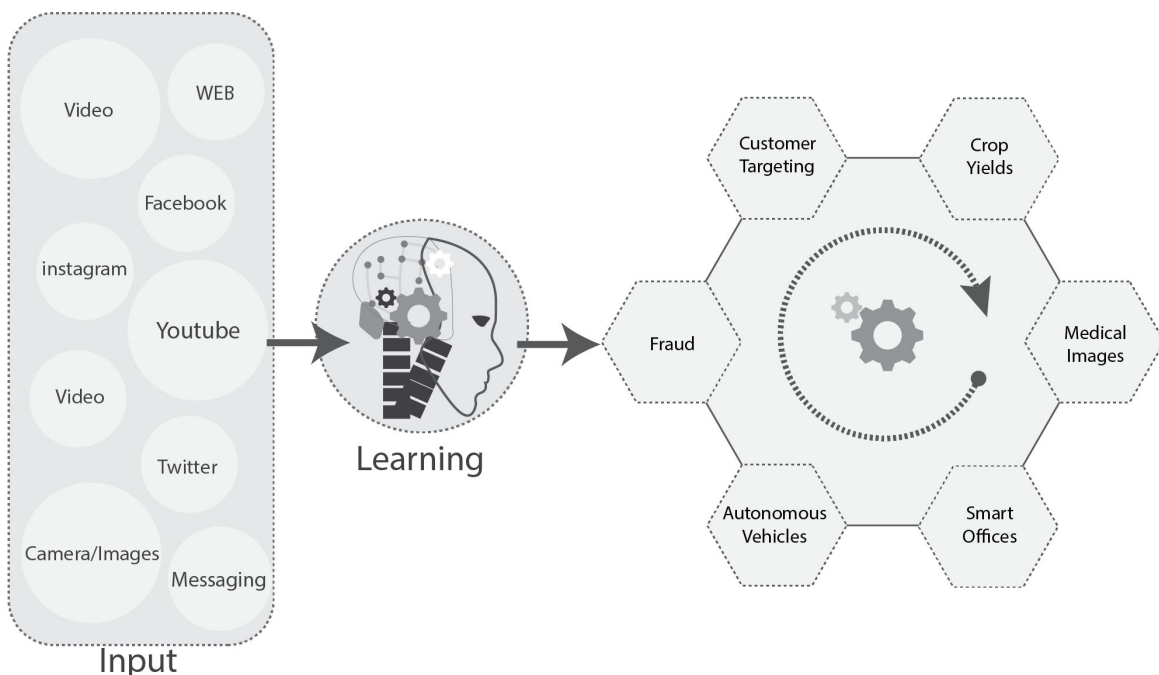 Video
WEB
Facebook
instagram
Youtube
Video
Twitter
Camera/Images
Messaging
Input
Learning
Customer
Targeting
Crop
Yields
Fraud
Medical
Images
Autonomous
Vehicles
Smart
Offices